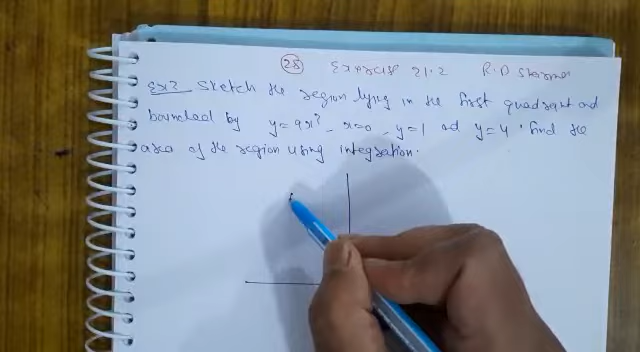 28 Exercise 21.2 R.D Sharma
Ex? Sketch the region lying in the first quadrant and
bounded by y=9x², x=0, y=1 and y=4. find the
area of the region using integration.